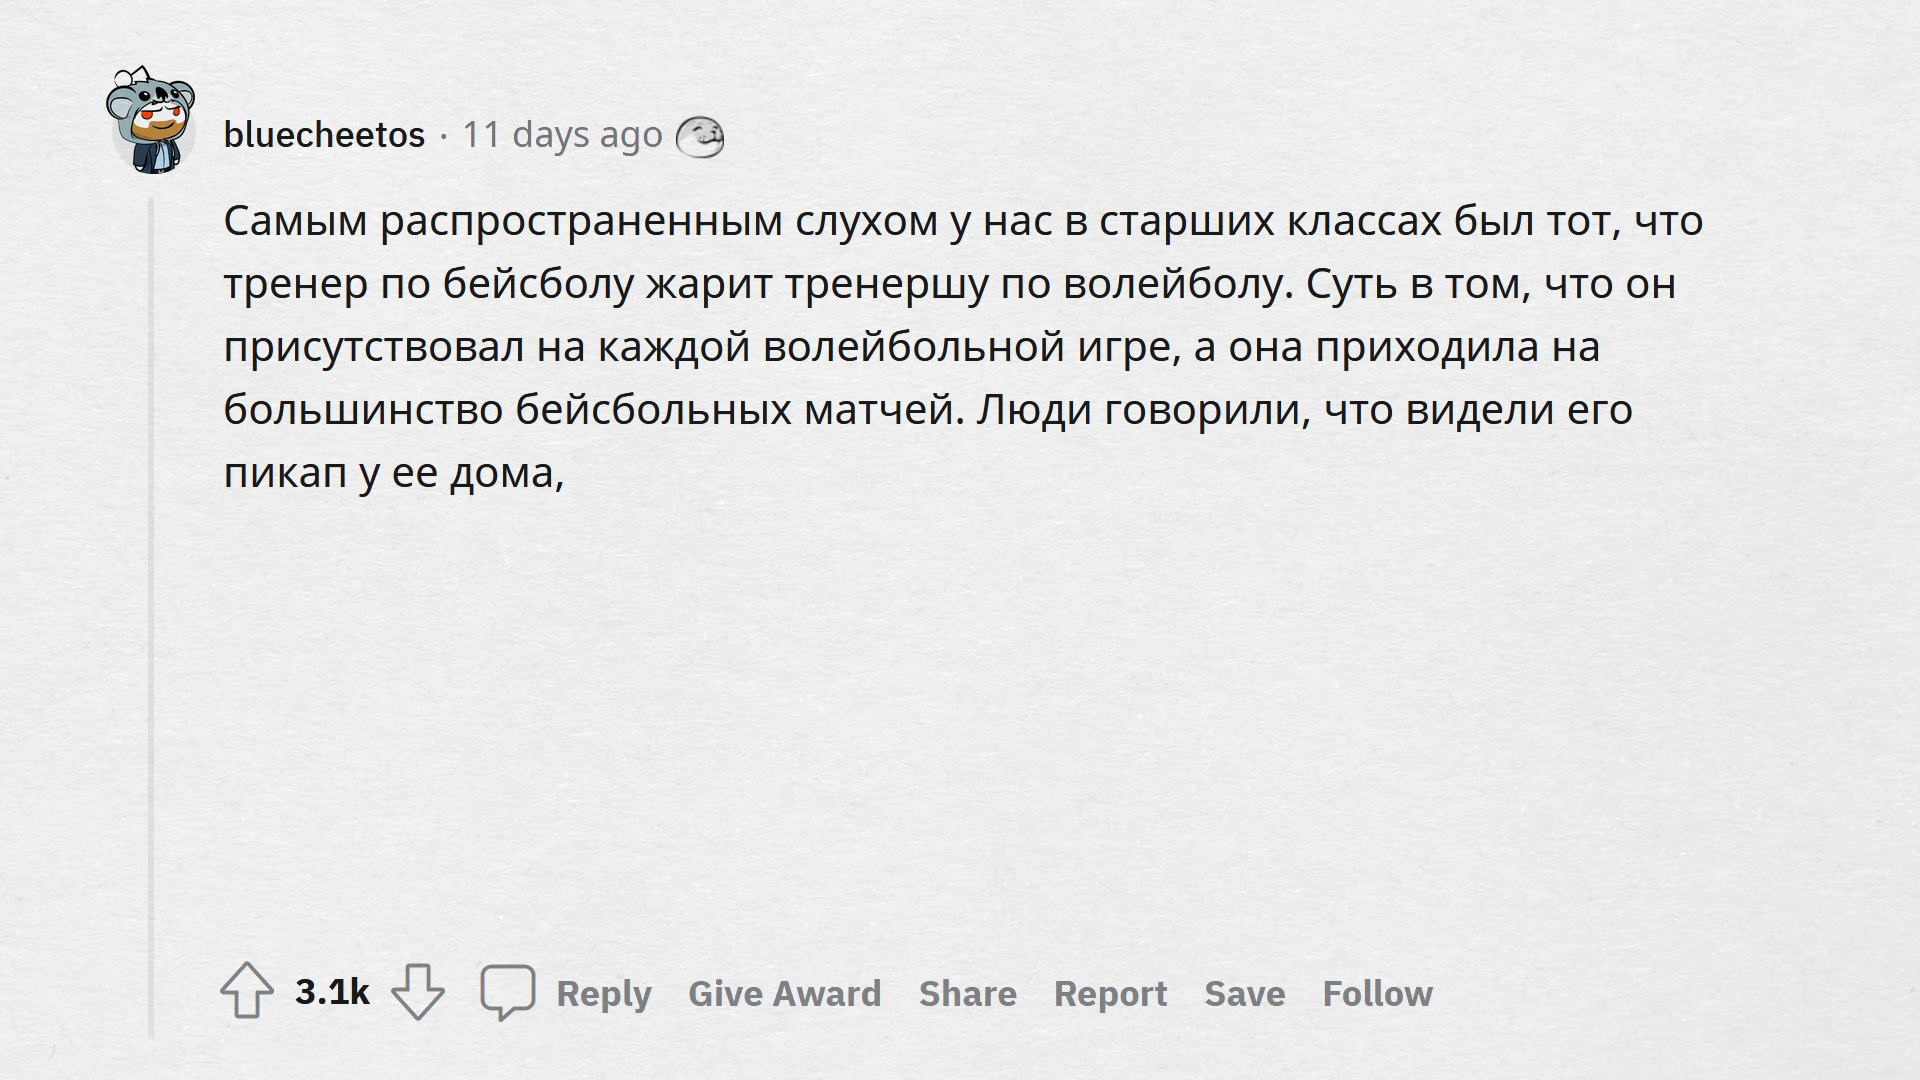 bluecheetos · 11 days ago
Самым распространенным слухом у нас в старших классах был тот, что
тренер по бейсболу жарит тренершу по волейболу. Суть в том, что он
присутствовал на каждой волейбольной игре, а она приходила на
большинство бейсбольных матчей. Люди говорили, что видели его
пикап у ее дома,
3.1k Reply Give Award Share Report Save Follow